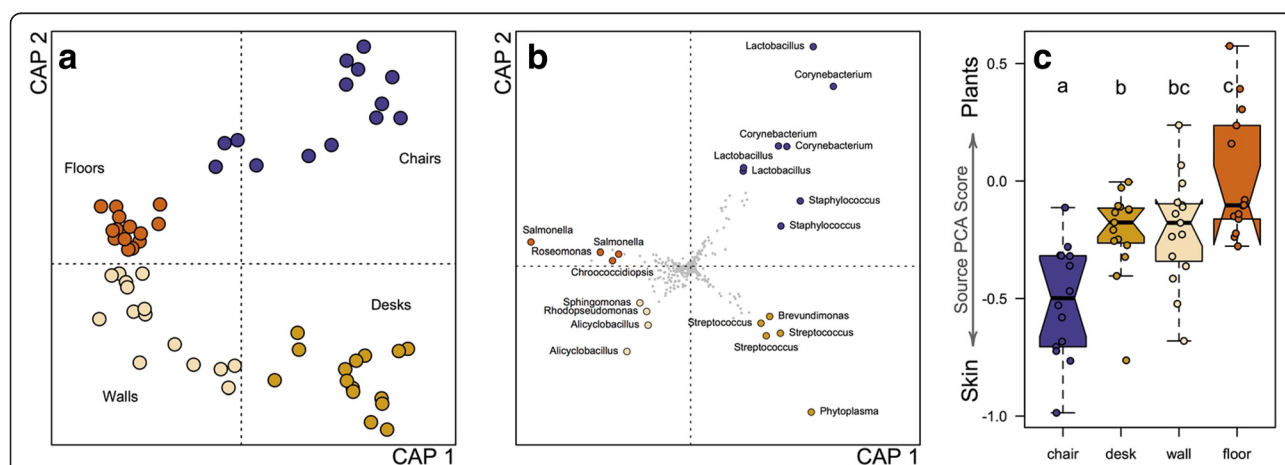 a
CAP 2
Floors
Chairs
Desks
Walls
CAP 1
b
CAP 2
Lactobacillus
Corynebacterium
Corynebacterium
Corynebacterium
Lactobacillus
Lactobacillus
Staphylococcus
Staphylococcus
Salmonella
Roseomonas
Salmonella
Chroococcidiopsis
Sphingomonas
Rhodopseudomonas
Alicyclobacillus
Alicyclobacillus
Brevundimonas
Streptococcus
Streptococcus
Streptococcus
Phytoplasma
CAP 1
c
Plants
Source PCA Score
Skin
0.5
0.0
-0.5
-1.0
a b bc c
chair desk wall floor